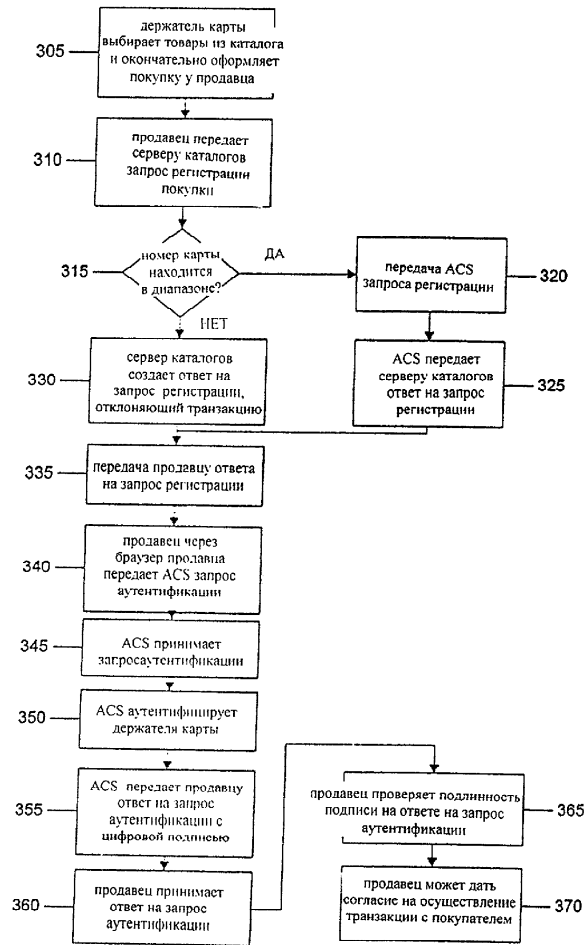 держатель карты
выбирает товары из каталога
и окончательно оформляет
покупку у продавца
305
продавец передает
серверу каталогов
запрос регистрации
покупки
310
номер карты
находится
в диапазоне?
315
ДА
НЕТ
передача ACS
запроса регистрации
320
сервер каталогов
создает ответ на
запрос регистрации,
отклоняющий транзакцию
330
ACS передает
серверу каталогов
ответ на запрос
регистрации
325
передача продавцу ответа
на запрос регистрации
335
продавец через
браузер продавца
передает ACS запрос
аутентификации
340
ACS принимает
запросаутентификации
345
ACS аутентифицирует
держателя карты
350
ACS передает продавцу
ответ на запрос
аутентификации с
цифровой подписью
355
продавец принимает
ответ на запрос
аутентификации
360
продавец проверяет подлинность
подписи на ответе на запрос
аутентификации
365
продавец может дать
согласие на осуществление
транзакции с покупателем
370